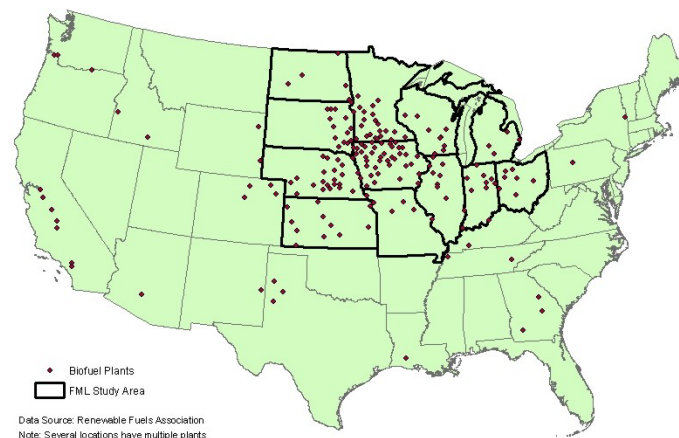 Biofuel Plants
FML Study Area
Data Source: Renewable Fuels Association
Note: Several locations have multiple plants